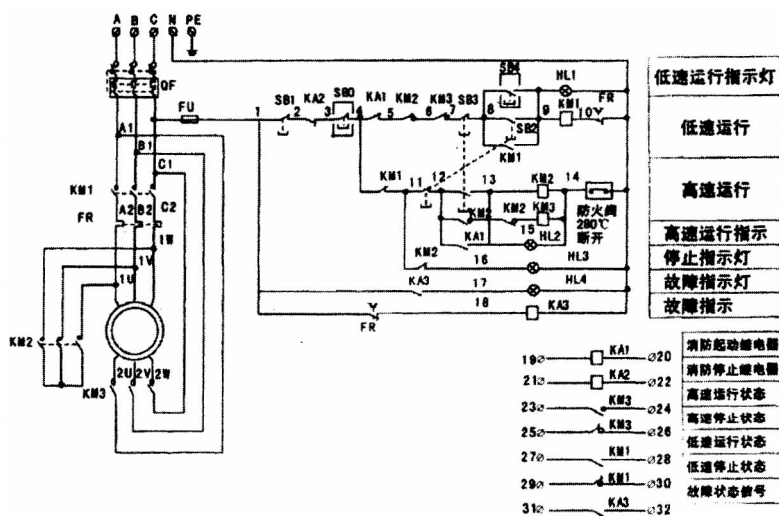 A B C N PE
QF
FU
A1
B1
C1
KM1
FR
A2 B2 C2
1W
1V
1U
KM2
2U 2V 2W
KM3
SB4 HL1
1 SB1 2 KA2 3 SB0 4 KA1 5 KM2 6 KM3 7 SB3 8 SB2 9 KM1 10 FR
KM1
KM1 11 12 13 KM2 14
防火阀
280℃
断开
KM2 KM2 15 KM3
KA1 HL2
KM2 16 HL3
KA3 17 HL4
FR 18 KA3
低速运行指示灯
低速运行
高速运行
高速运行指示
停止指示灯
故障指示灯
故障指示
19 KA1 20 消防起动继电器
21 KA2 22 消防停止继电器
23 KM3 24 高速运行状态
25 KM3 26 高速停止状态
27 KM1 28 低速运行状态
29 KM1 30 低速停止状态
31 KA3 32 故障状态信号